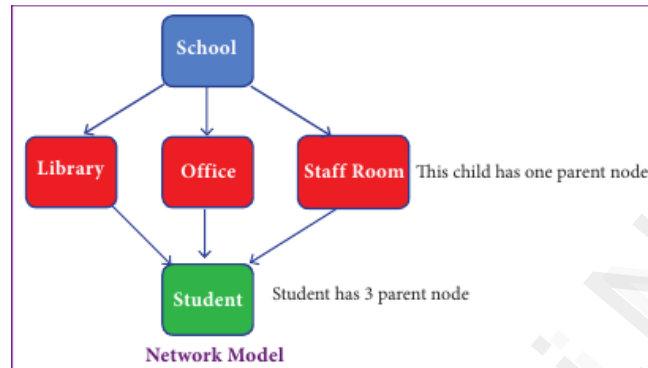 School
Library
Office
Staff Room
This child has one parent node
Student
Student has 3 parent node
Network Model